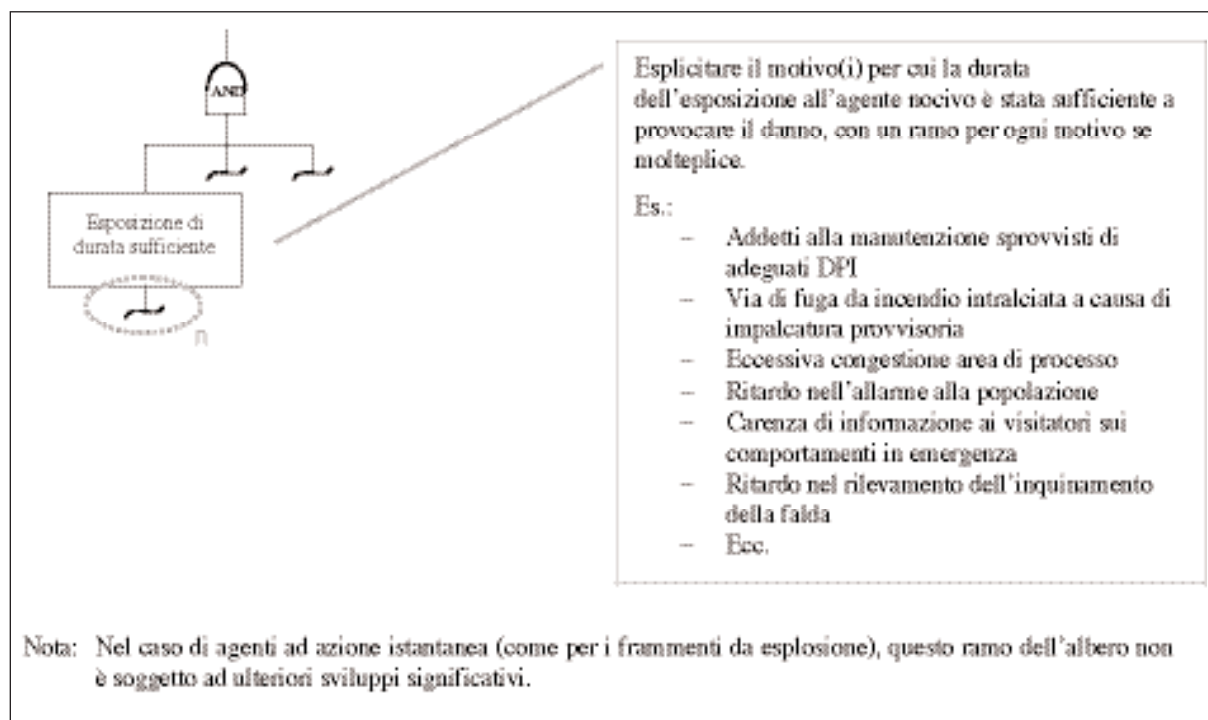 AND
Esposizione di
durata sufficiente
n
Esplicitare il motivo(i) per cui la durata
dell'esposizione all'agente nocivo è stata sufficiente a
provocare il danno, con un ramo per ogni motivo se
molteplice.
Es.:
– Addetti alla manutenzione sprovvisti di
adeguati DPI
– Via di fuga da incendio intralciata a causa di
impalcatura provvisoria
– Eccessiva congestione area di processo
– Ritardo nell'allarme alla popolazione
– Carenza di informazione ai visitatori sui
comportamenti in emergenza
– Ritardo nel rilevamento dell'inquinamento
della falda
– Ecc.
Nota: Nel caso di agenti ad azione istantanea (come per i frammenti da esplosione), questo ramo dell'albero non
è soggetto ad ulteriori sviluppi significativi.